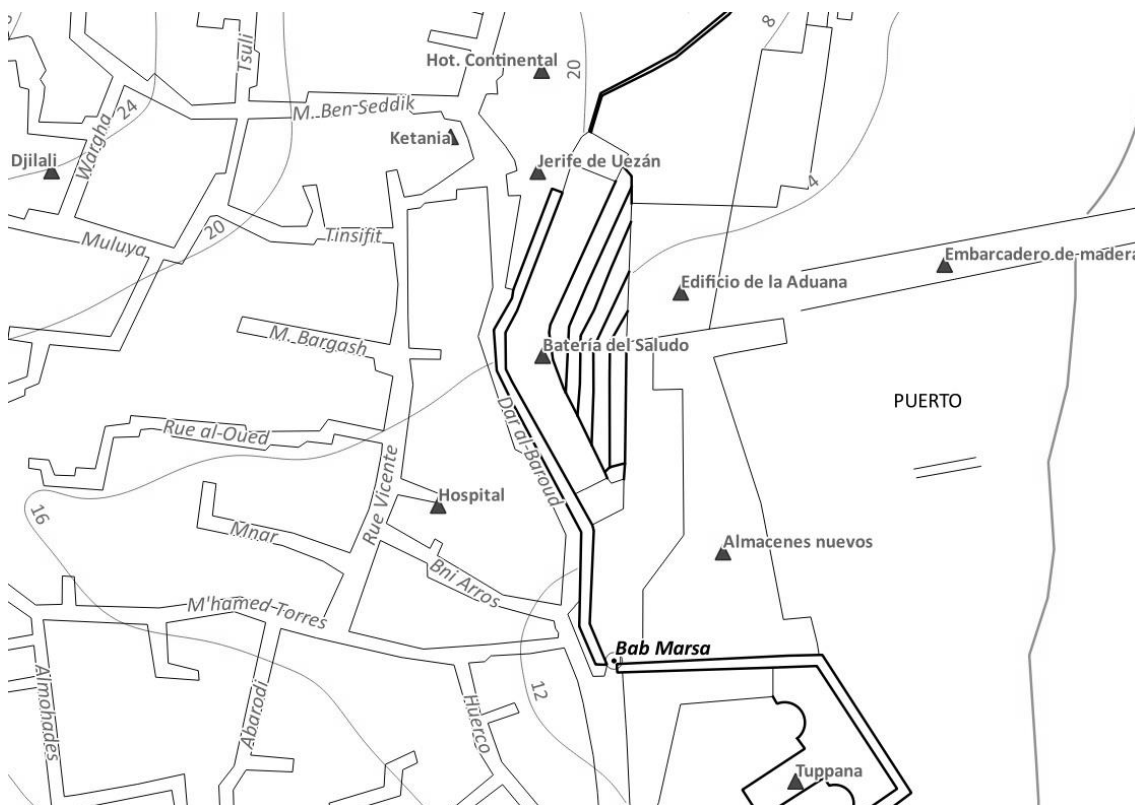 8
Tsuli
Hot. Continental
20
M. Ben-Seddik
24
Wargha
Ketania
Djilali
Jerife de Uezán
4
20
Tinsifit
Muluya
Embarcadero de madera
Edificio de la Aduana
M. Bargash
Batería del Saludo
PUERTO
Dar al-Baroud
Rue al-Oued
Rue Vicente
Hospital
16
Mnar
Almacenes nuevos
Bni Arros
M'hamed Torres
Bab Marsa
12
Almohades
Abarodi
Huerco
Tuppana